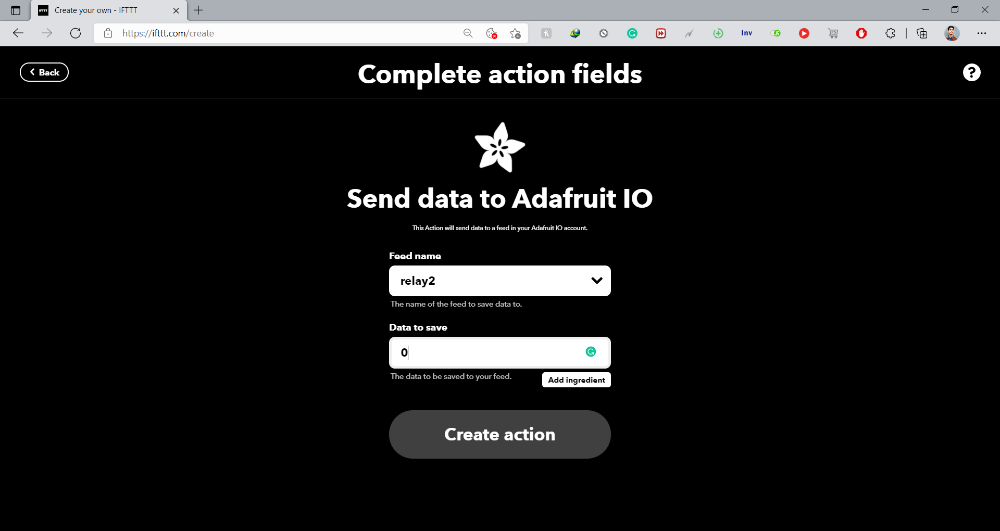 IFTTT
Create your own - IFTTT
https://ifttt.com/create
Inv
Back
Complete action fields
?
Send data to Adafruit IO
This Action will send data to a feed in your Adafruit IO account.
Feed name
relay2
The name of the feed to save data to.
Data to save
0
The data to be saved to your feed.
Add ingredient
Create action